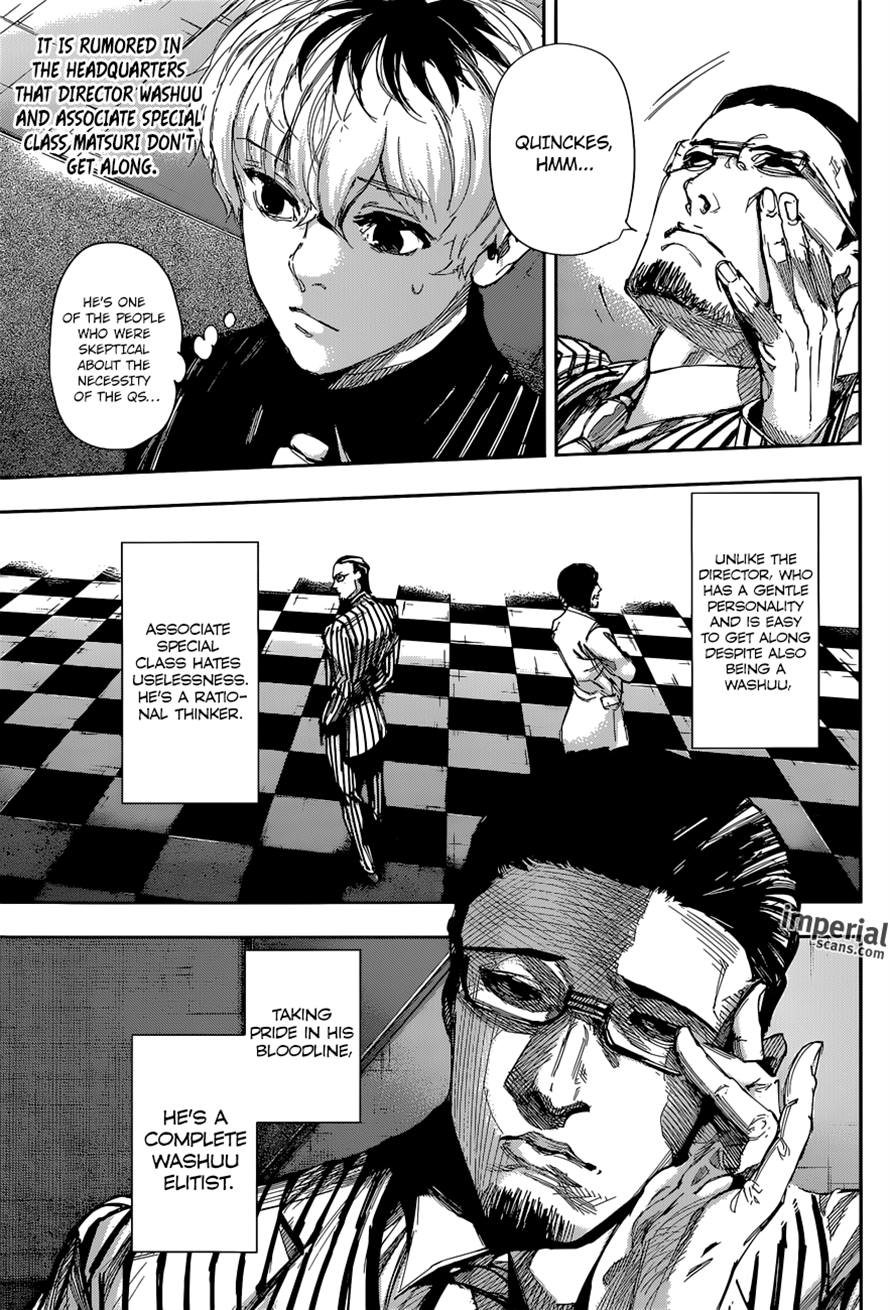 QUINCKES,
HMM...
IT IS RUMORED IN
THE HEADQUARTERS
THAT DIRECTOR WASHUU
AND ASSOCIATE SPECIAL
CLASS MATSURI DON'T
GET ALONG.
HE'S ONE
OF THE PEOPLE
WHO WERE
SKEPTICAL
ABOUT THE
NECESSITY
OF THE QS...
UNLIKE THE
DIRECTOR, WHO
HAS A GENTLE
PERSONALITY
AND IS EASY
TO GET ALONG
DESPITE ALSO
BEING A
WASHUU,
ASSOCIATE
SPECIAL
CLASS HATES
USELESSNESS.
HE'S A RATIO-
NAL THINKER.
TAKING
PRIDE IN HIS
BLOODLINE,
HE'S A
COMPLETE
WASHUU
ELITIST.
imperial
scans.com